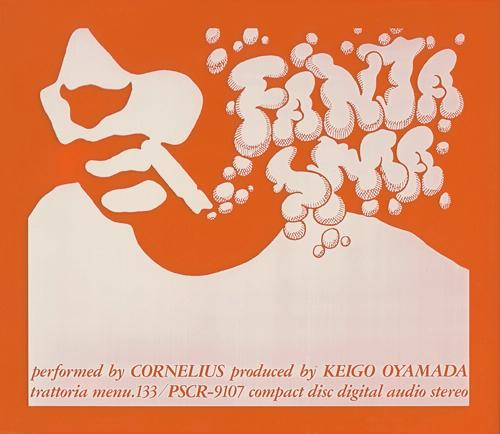 FANTA
SMA
performed by CORNELIUS produced by KEIGO OYAMADA
trattoria menu.133/PSCR-9107 compact disc digital audio stereo